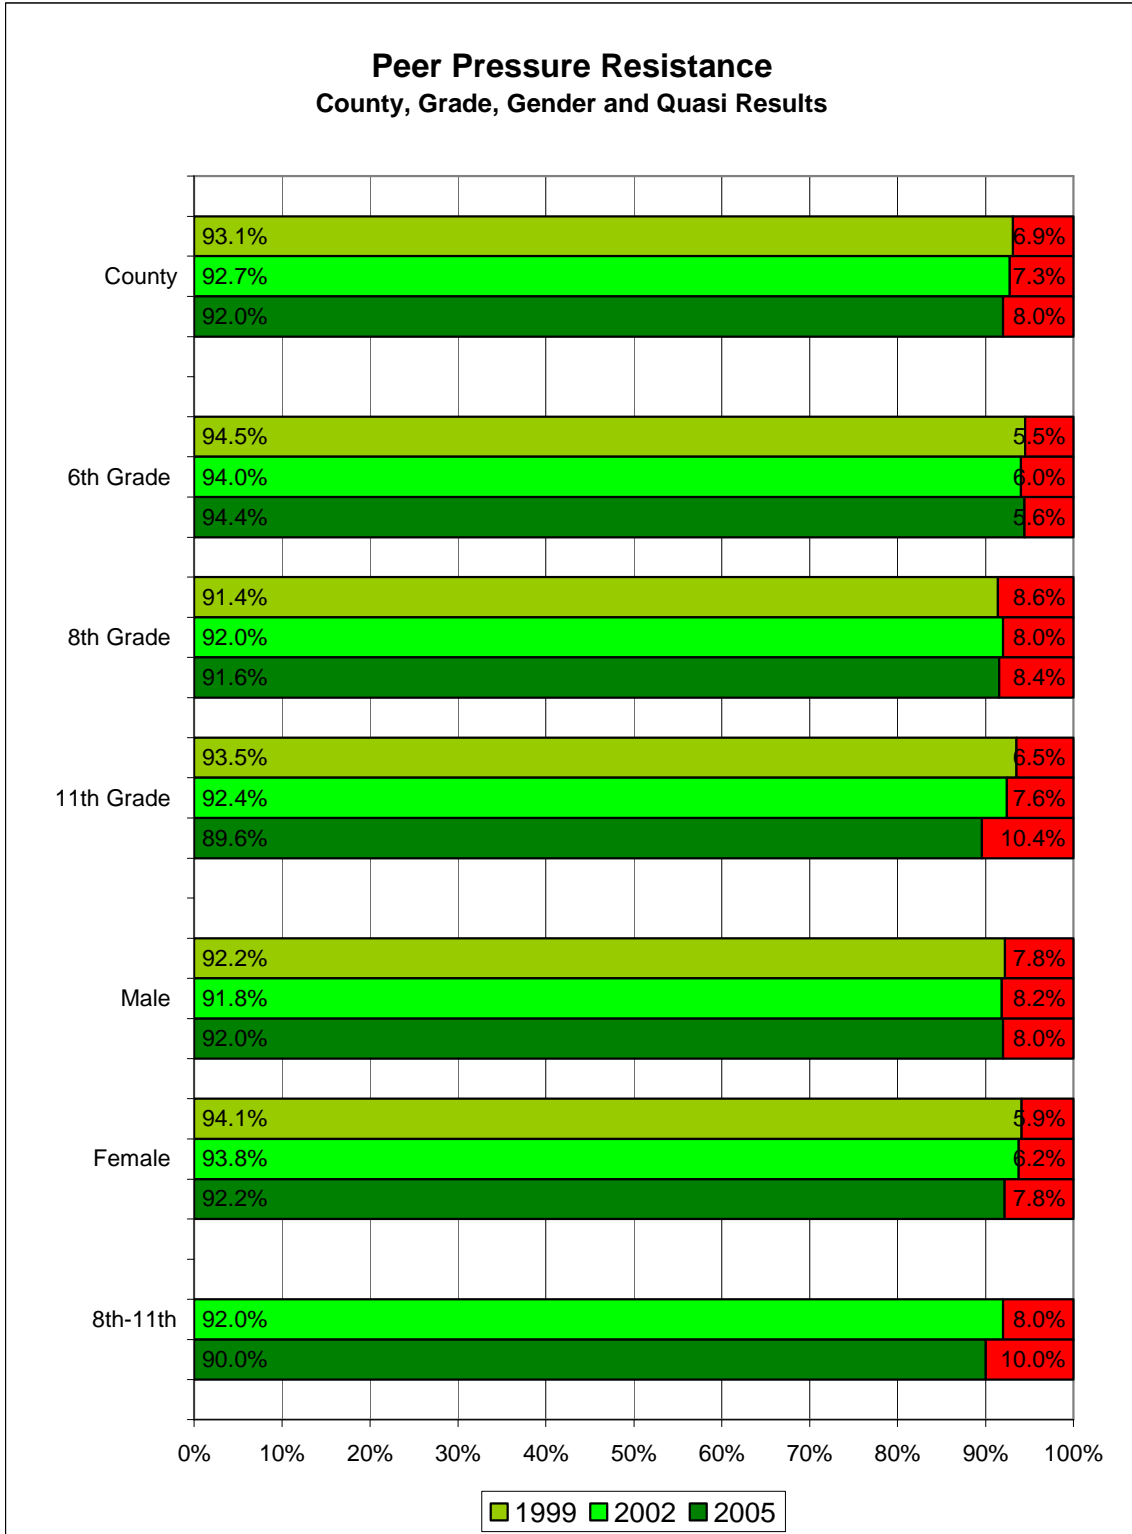 Peer Pressure Resistance
County, Grade, Gender and Quasi Results
93.1% 6.9%
County 92.7% 7.3%
92.0% 8.0%
94.5% 5.5%
6th Grade 94.0% 6.0%
94.4% 5.6%
91.4% 8.6%
8th Grade 92.0% 8.0%
91.6% 8.4%
93.5% 6.5%
11th Grade 92.4% 7.6%
89.6% 10.4%
92.2% 7.8%
Male 91.8% 8.2%
92.0% 8.0%
94.1% 5.9%
Female 93.8% 6.2%
92.2% 7.8%
8th-11th 92.0% 8.0%
90.0% 10.0%
0% 10% 20% 30% 40% 50% 60% 70% 80% 90% 100%
1999 2002 2005